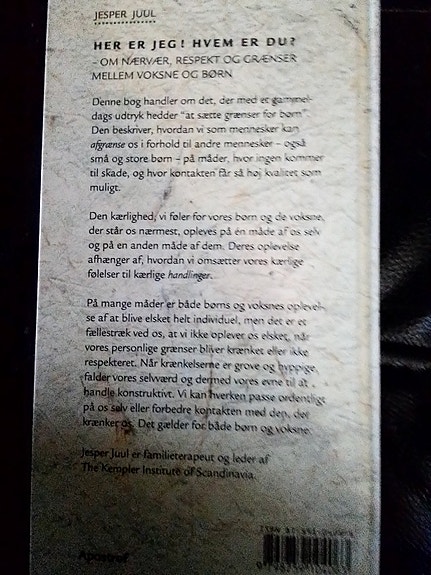 JESPER JUUL
HER ER JEG! HVEM ER DU?
– OM NÆRVÆR, RESPEKT OG GRÆNSER
MELLEM VOKSNE OG BØRN
Denne bog handler om det, der med et gammel-
dags udtryk hedder "at sætte grænser for børn".
Den beskriver, hvordan vi som mennesker kan
afgrænse os i forhold til andre mennesker – også
små og store børn – på måder, hvor ingen kommer
til skade, og hvor kontakten får så høj kvalitet som
muligt.
Den kærlighed, vi føler for vores børn og de voksne,
der står os nærmest, opleves på én måde af os selv
og på en anden måde af dem. Deres oplevelse
afhænger af, hvordan vi omsætter vores kærlige
følelser til kærlige handlinger.
På mange måder er både børns og voksnes oplevel-
se af at blive elsket helt individuel, men det er et
fællestræk ved os, at vi ikke oplever os elsket, når
vores personlige grænser bliver krænket eller ikke
respekteret. Når krænkelserne er grove og hyppige,
falder vores selvværd og dermed vores evne til at
handle konstruktivt. Vi kan hverken passe ordentligt
på os selv eller forbedre kontakten med den, der
krænker os. Det gælder for både børn og voksne.
Jesper Juul er familieterapeut og leder af
The Kempler Institute of Scandinavia.
Apostrof